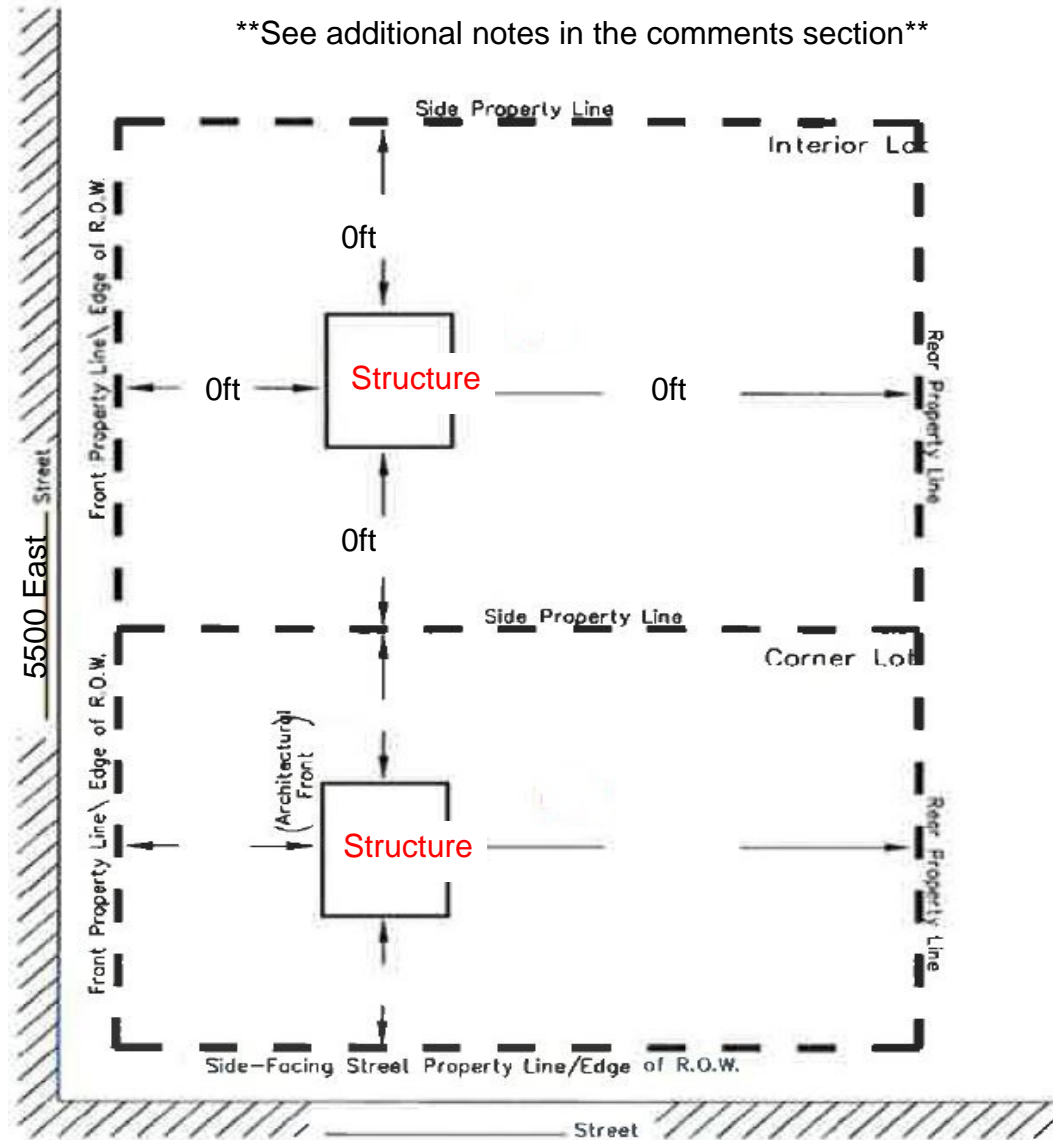 **See additional notes in the comments section**
Side Property Line
Interior Lot
Front Property Line\ Edge of R.O.W.
0ft
0ft
Structure
0ft
Rear Property Line
0ft
5500 East Street
Side Property Line
Corner Lot
Front Property Line\ Edge of R.O.W.
(Architectural
Front)
Structure
Rear Property Line
Side-Facing Street Property Line/Edge of R.O.W.
Street